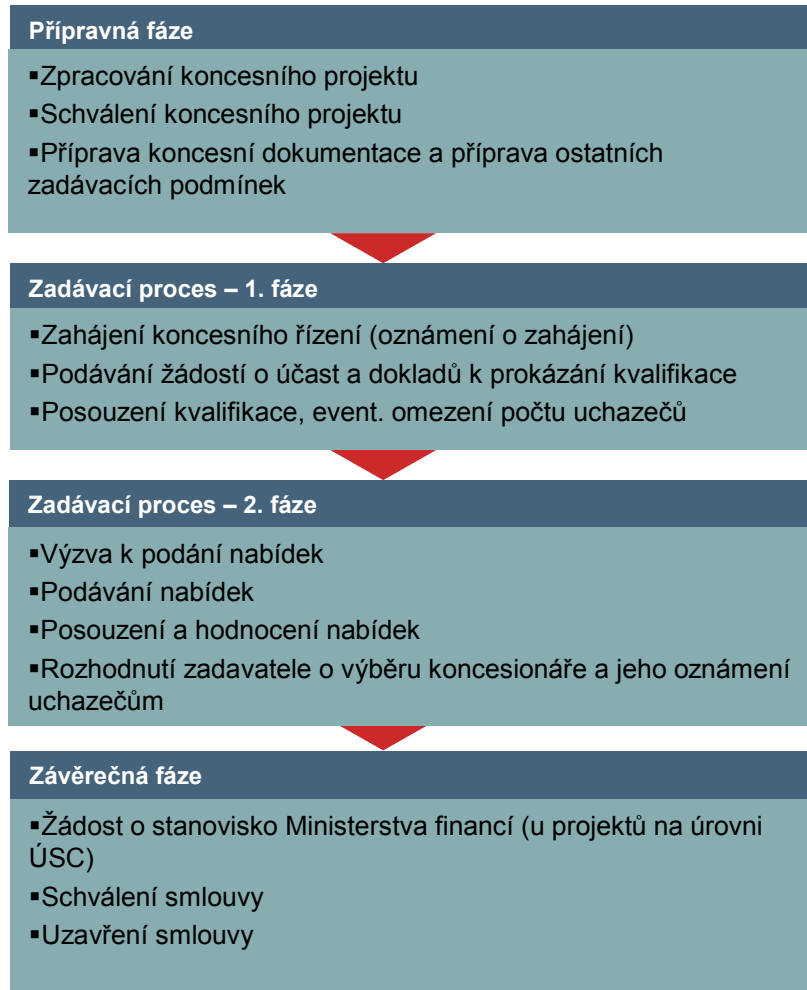 Přípravná fáze
▪Zpracování koncesního projektu
▪Schválení koncesního projektu
▪Příprava koncesní dokumentace a příprava ostatních
zadávacích podmínek
Zadávací proces – 1. fáze
▪Zahájení koncesního řízení (oznámení o zahájení)
▪Podávání žádostí o účast a dokladů k prokázání kvalifikace
▪Posouzení kvalifikace, event. omezení počtu uchazečů
Zadávací proces – 2. fáze
▪Výzva k podání nabídek
▪Podávání nabídek
▪Posouzení a hodnocení nabídek
▪Rozhodnutí zadavatele o výběru koncesionáře a jeho oznámení
uchazečům
Závěrečná fáze
▪Žádost o stanovisko Ministerstva financí (u projektů na úrovni
ÚSC)
▪Schválení smlouvy
▪Uzavření smlouvy